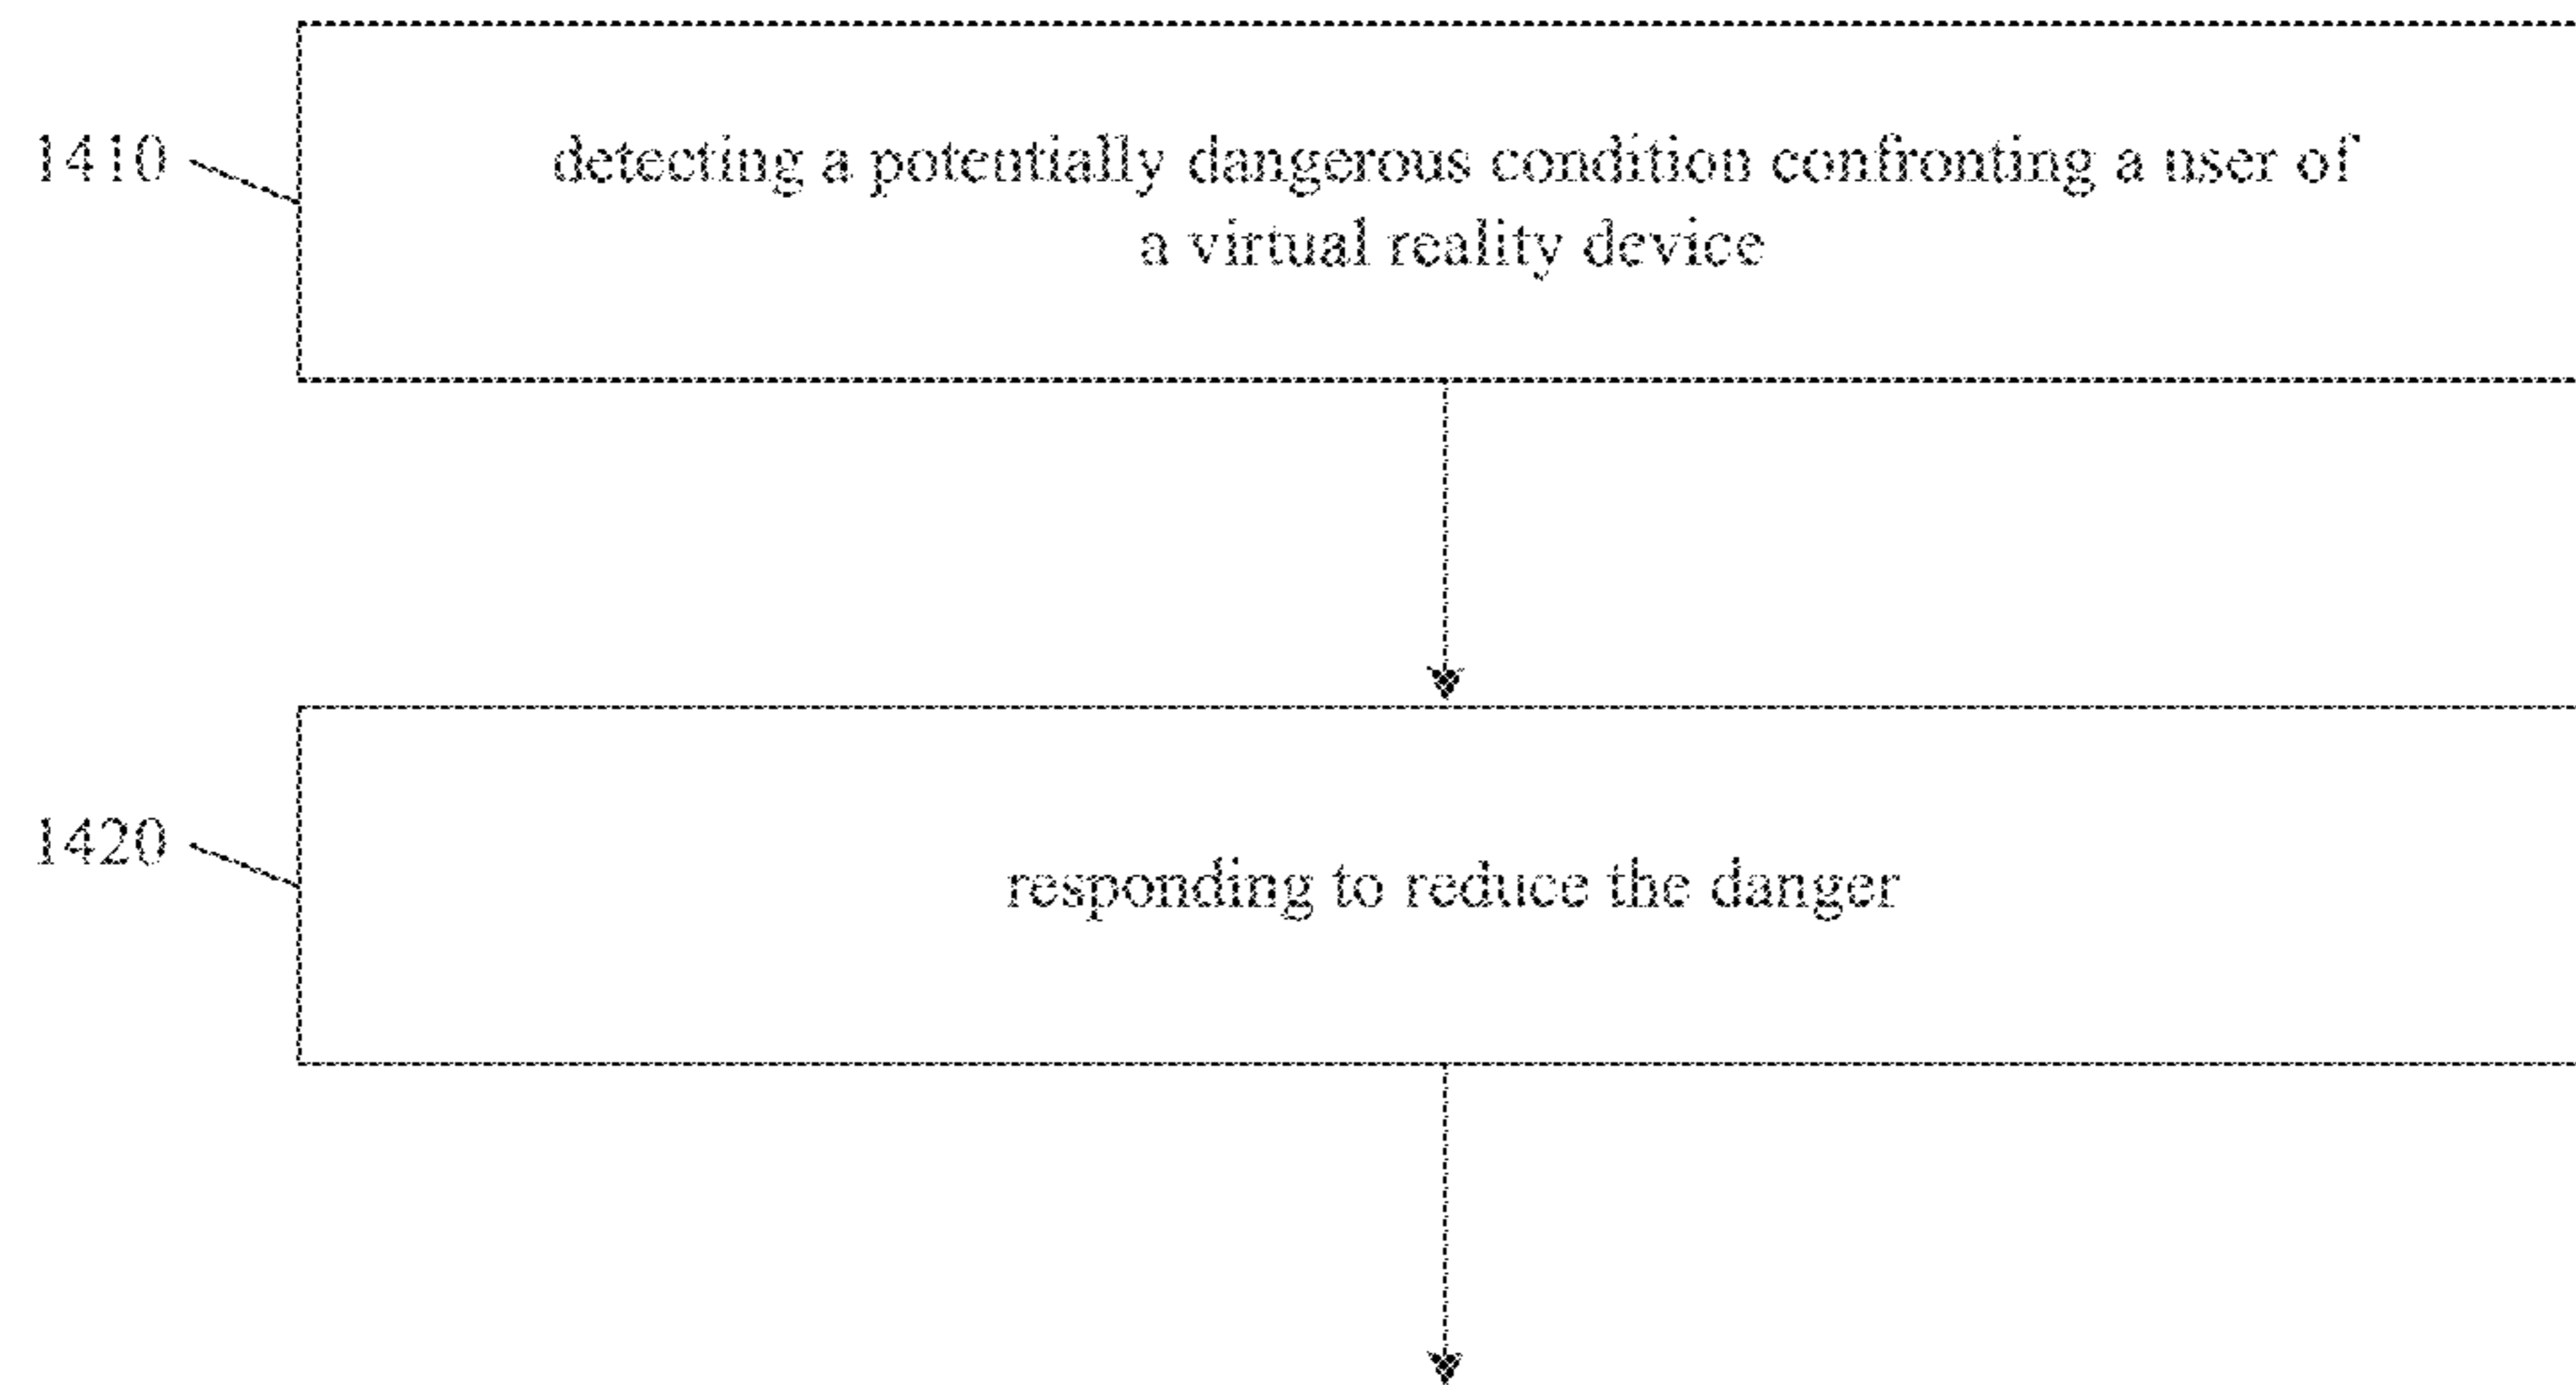 1410
detecting a potentially dangerous condition confronting a user of
a virtual reality device
1420
responding to reduce the danger